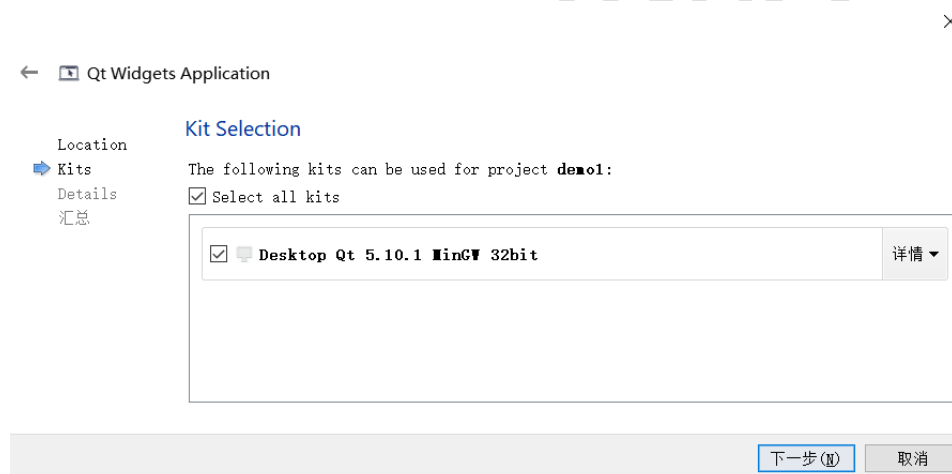 Qt Widgets Application
Kit Selection
Location
Kits
Details
汇总
The following kits can be used for project demo1:
Select all kits
Desktop Qt 5.10.1 MinGW 32bit
详情
下一步(N)
取消